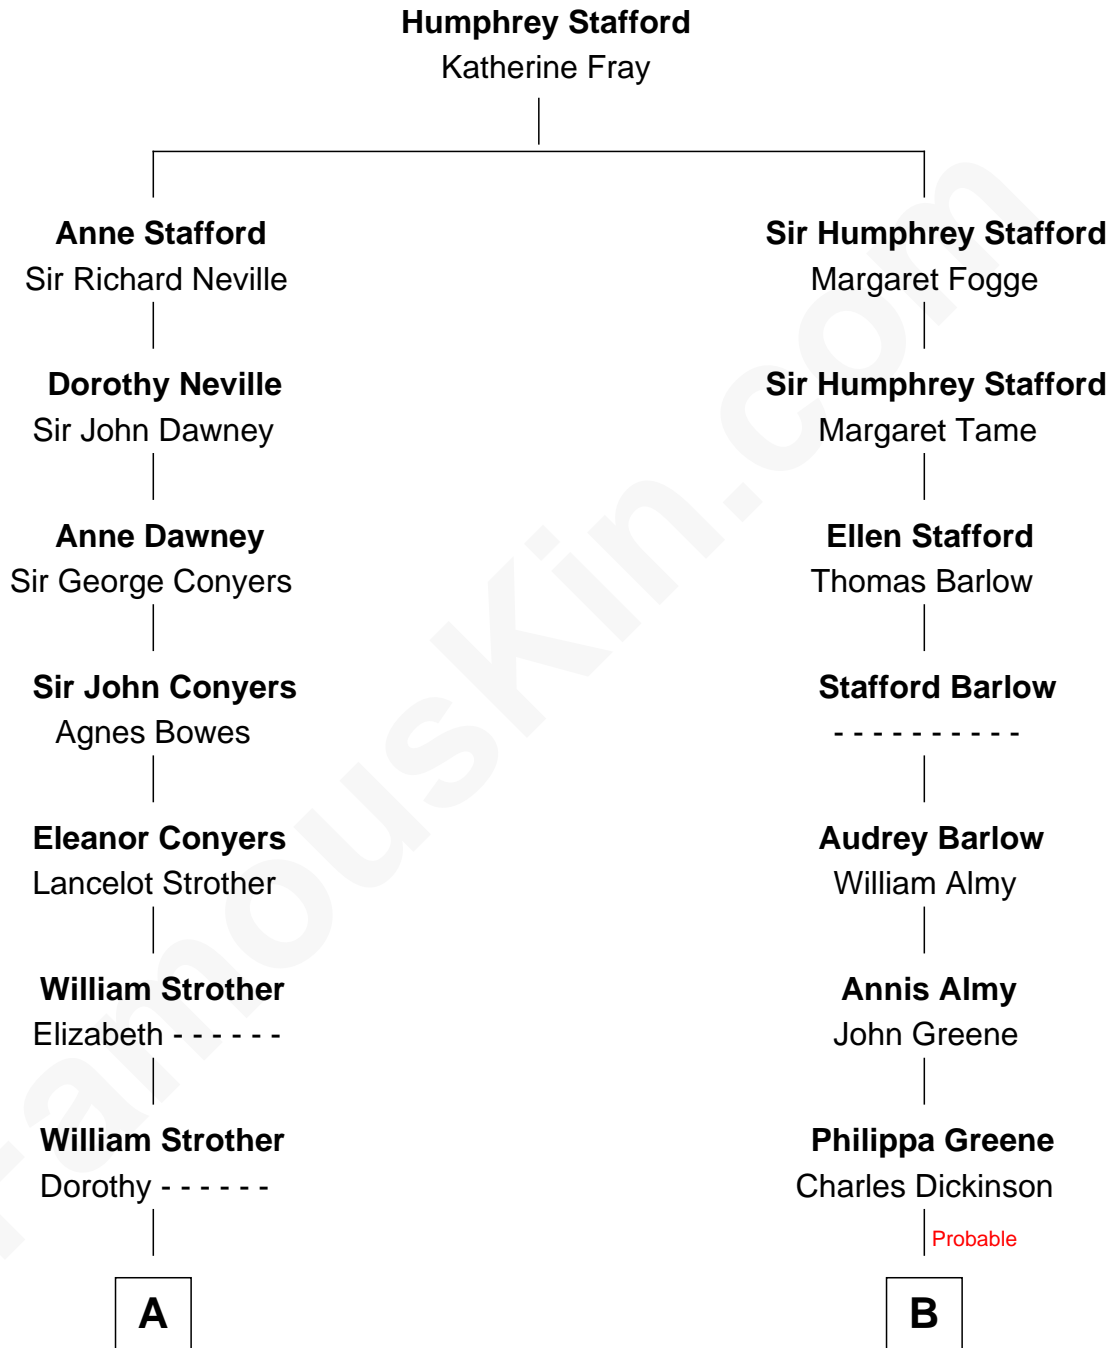 Humphrey Stafford
Katherine Fray
Anne Stafford
Sir Richard Neville
Dorothy Neville
Sir John Dawney
Anne Dawney
Sir George Conyers
Sir John Conyers
Agnes Bowes
Eleanor Conyers
Lancelot Strother
William Strother
Elizabeth - - - - - -
William Strother
Dorothy - - - - - -
A
Sir Humphrey Stafford
Margaret Fogge
Sir Humphrey Stafford
Margaret Tame
Ellen Stafford
Thomas Barlow
Stafford Barlow
- - - - - - - - - -
Audrey Barlow
William Almy
Annis Almy
John Greene
Philippa Greene
Charles Dickinson
Probable
B
FamousKin.com